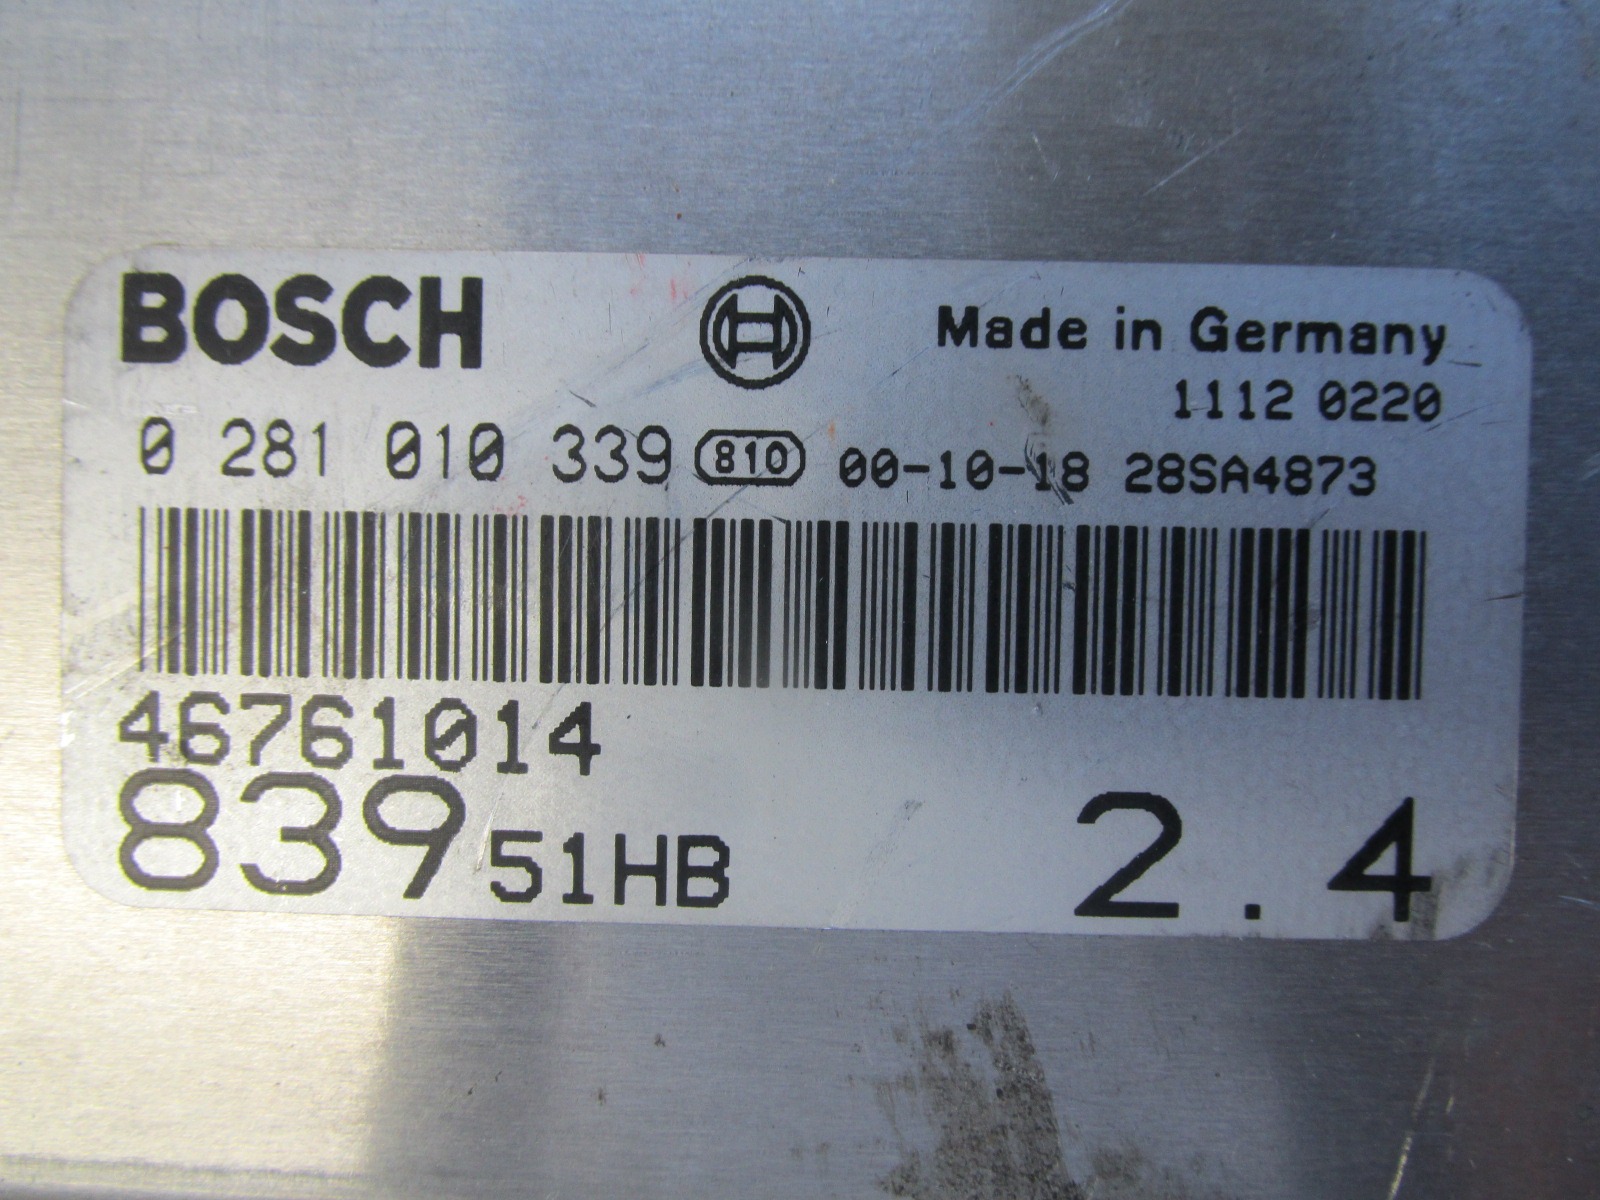 BOSCH
Made in Germany
1112 0220
0 281 010 339 810 00-10-18 28SA4873
46761014
839 51HB 2.4